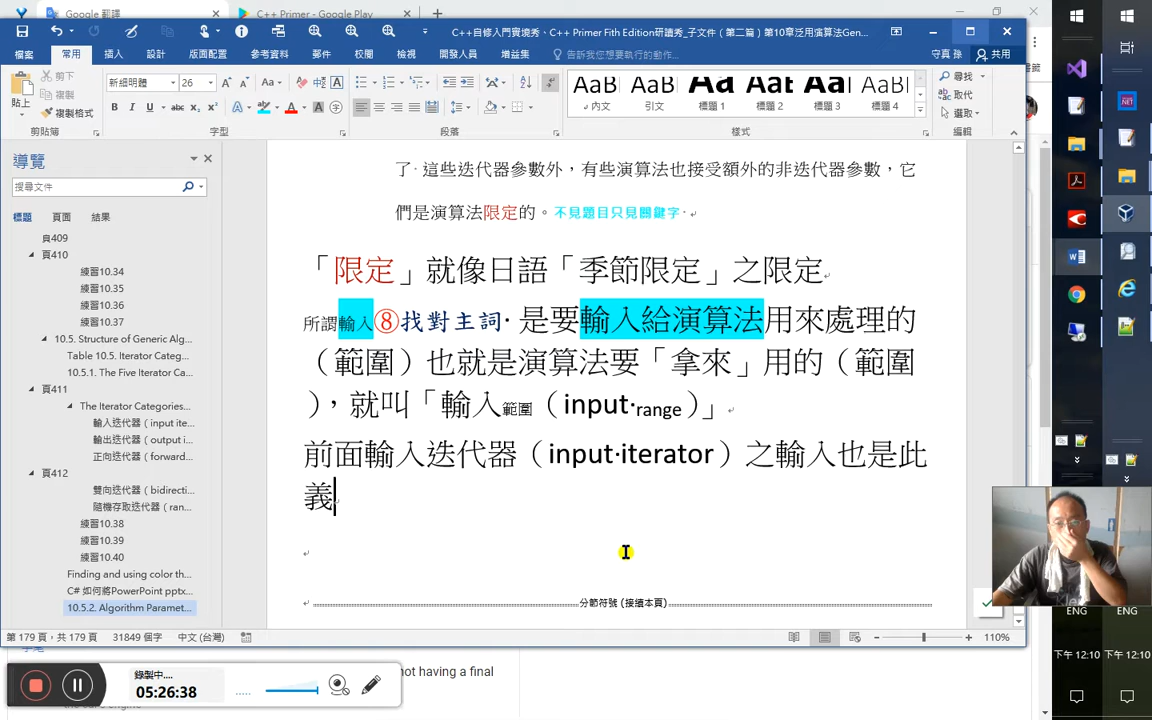 Google 翻譯
C++ Primer - Google Play
C++自修入門實境秀、C++ Primer Fith Edition研讀秀_子文件（第二篇）第10章泛用演算法Gen...
檔案
常用
插入
設計
版面配置
參考資料
郵件
校閱
檢視
開發人員
增益集
告訴我您想要執行的動作...
守真 孫
共用
貼上
剪下
複製
複製格式
新細明體
26
剪貼簿
字型
段落
AaB
引文
內文
標題 1
標題 2
標題 3
標題 4
樣式
尋找
取代
選取
編輯
導覽
搜尋文件
標題
頁面
結果
頁409
頁410
練習10.34
練習10.35
練習10.36
練習10.37
10.5. Structure of Generic Alg...
Table 10.5. Iterator Categ...
10.5.1. The Five Iterator Ca...
頁411
The Iterator Categories...
輸入迭代器（input ite...
輸出迭代器（output i...
正向迭代器（forward...
頁412
雙向迭代器（bidirecti...
隨機存取迭代器（ran...
練習10.38
練習10.39
練習10.40
Finding and using color th...
C# 如何將PowerPoint pptx...
10.5.2. Algorithm Paramet...
了 這些迭代器參數外，有些演算法也接受額外的非迭代器參數，它
們是演算法限定的。不見題目只見關鍵字
「限定」就像日語「季節限定」之限定
所謂輸入⑧找對主詞 是要輸入給演算法用來處理的
（範圍）也就是演算法要「拿來」用的（範圍
），就叫「輸入範圍（input range）」
前面輸入迭代器（input iterator）之輸入也是此
義
分節符號 (接續本頁)
第 179 頁，共 179 頁
31849 個字
中文 (台灣)
110%
錄製中....
05:26:38
not having a final
ENG
ENG
下午 12:10
下午 12:10